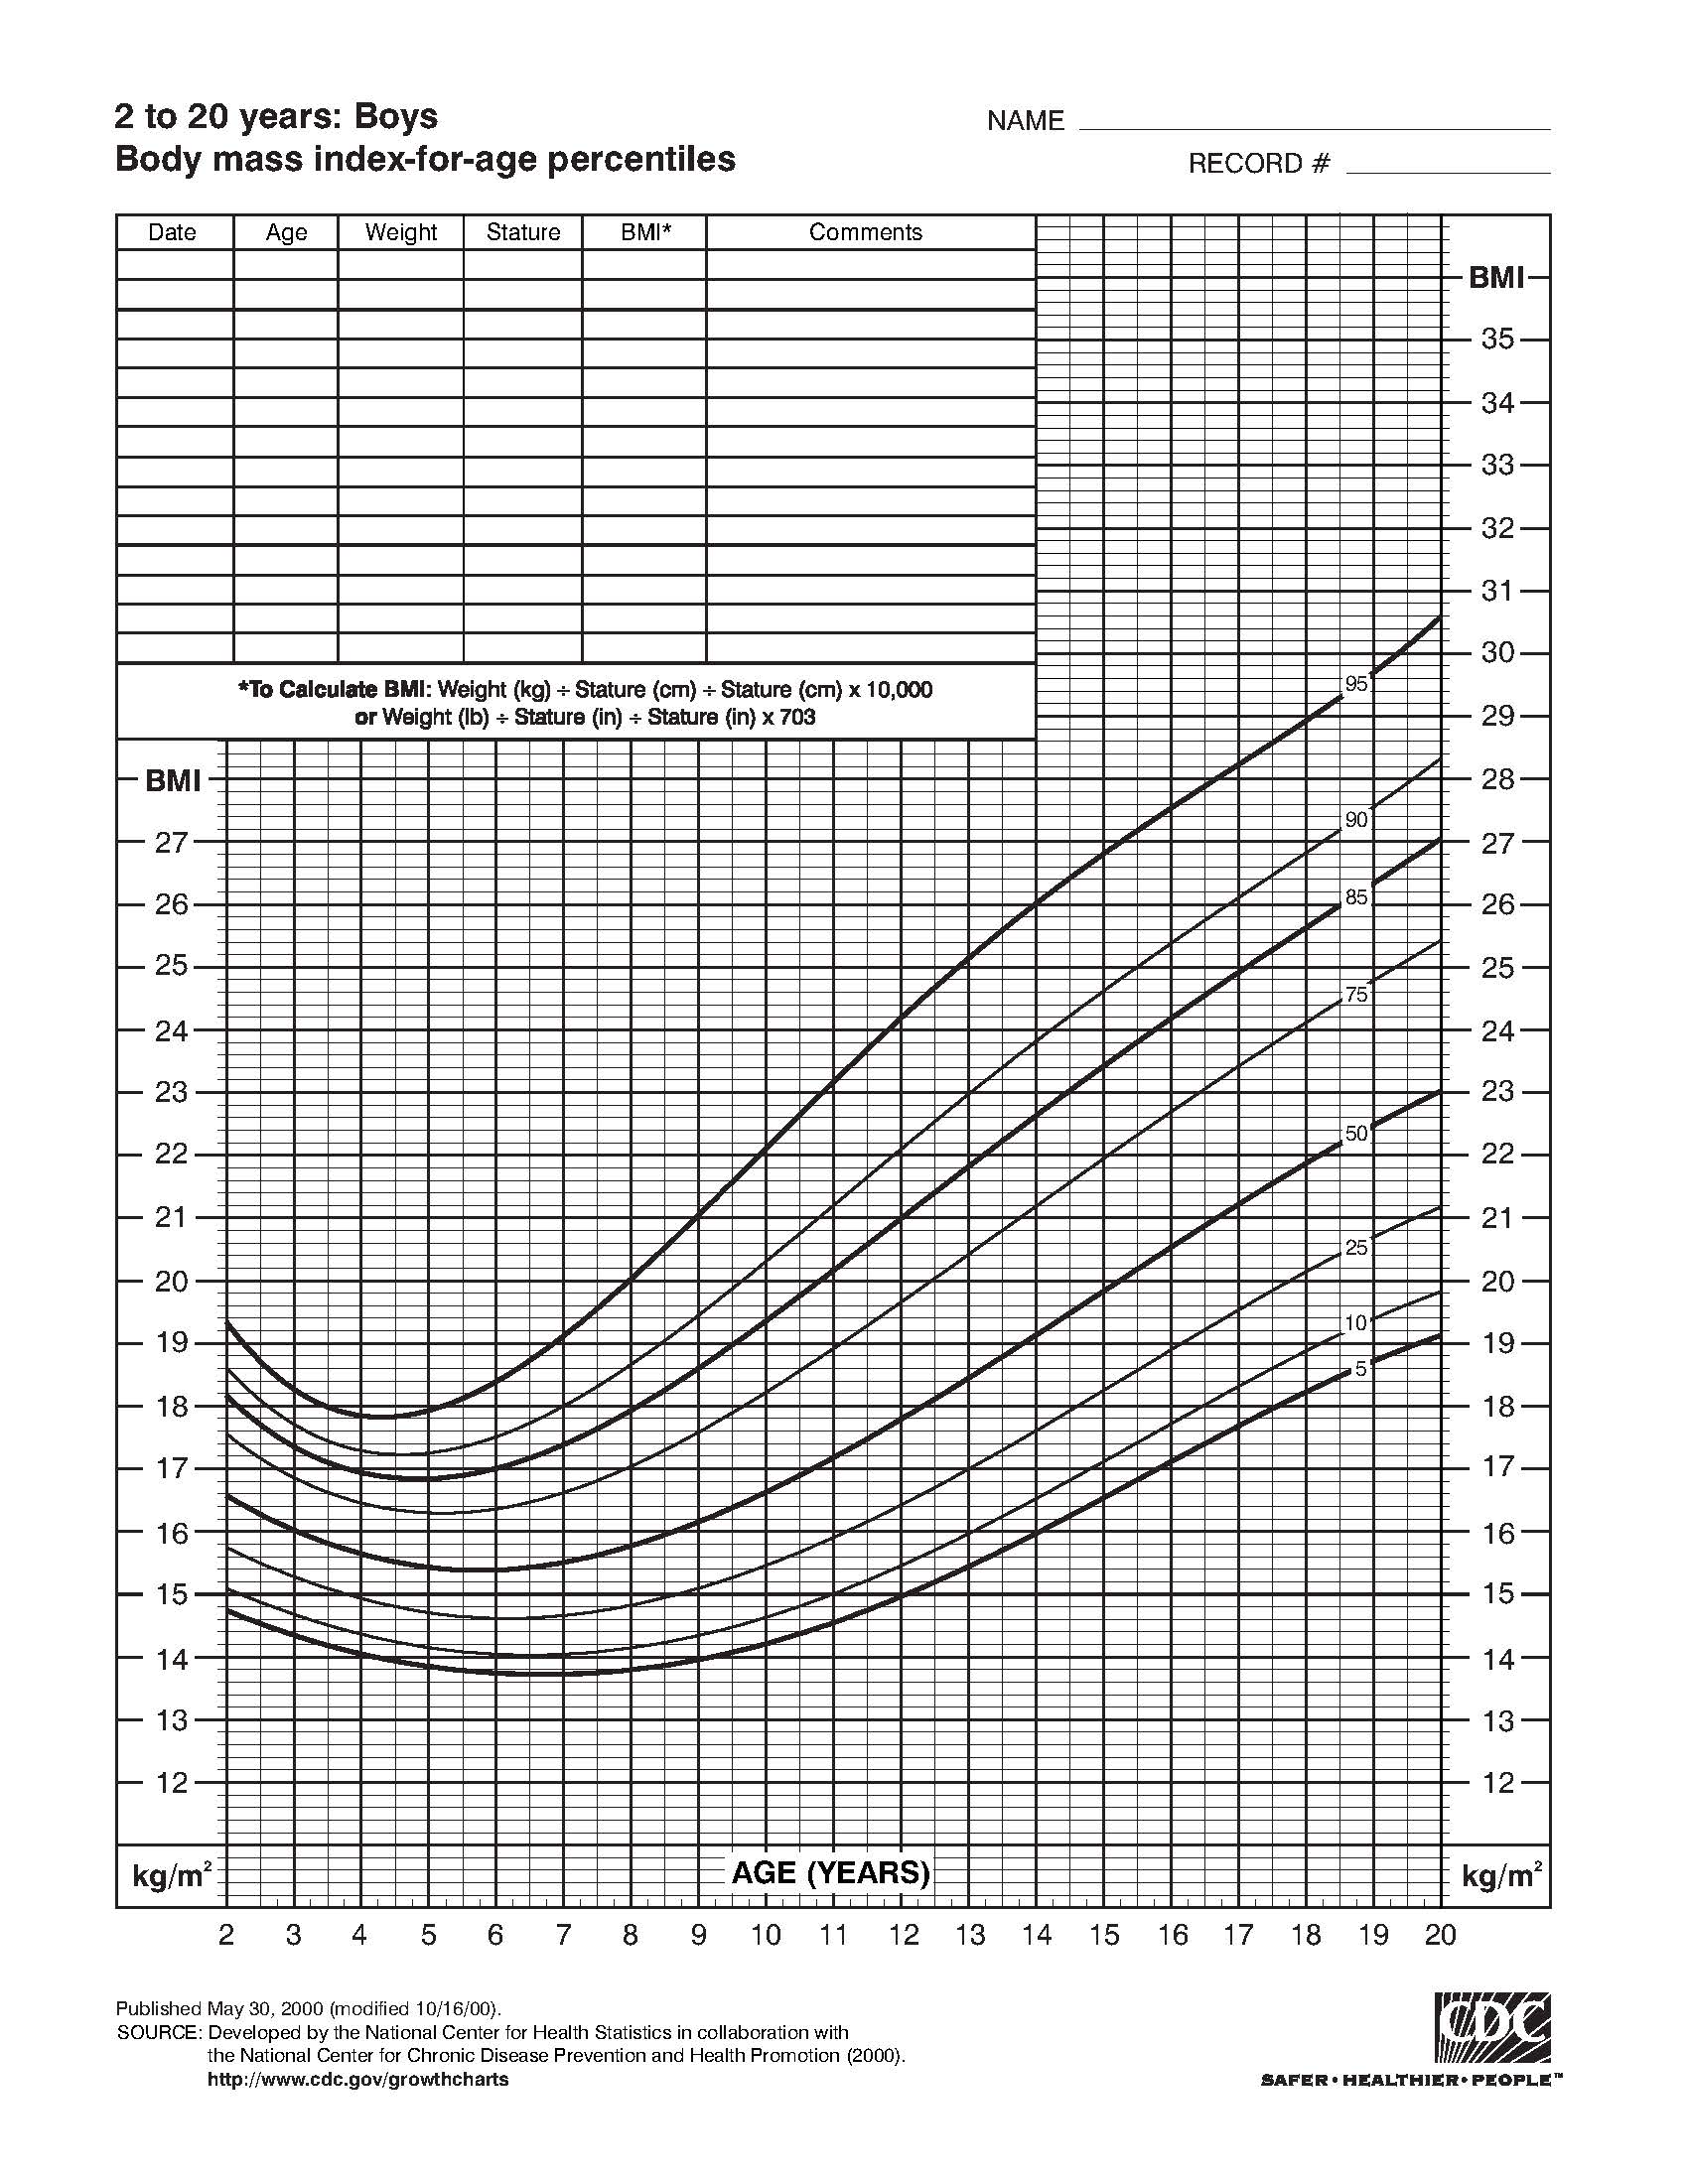 2 to 20 years: Boys
NAME
Body mass index-for-age percentiles
RECORD #
Date Age Weight Stature BMI* Comments
*To Calculate BMI: Weight (kg) ÷ Stature (cm) ÷ Stature (cm) x 10,000
or Weight (lb) ÷ Stature (in) ÷ Stature (in) x 703
BMI
35
34
33
32
31
30
95
29
BMI 28
90
27 27
85
26 26
25 25
75
24 24
23 23
50
22 22
21 21
25
20 20
10
19 19
5
18 18
17 17
16 16
15 15
14 14
13 13
12 12
kg/m² AGE (YEARS) kg/m²
2 3 4 5 6 7 8 9 10 11 12 13 14 15 16 17 18 19 20
Published May 30, 2000 (modified 10/16/00).
SOURCE: Developed by the National Center for Health Statistics in collaboration with
the National Center for Chronic Disease Prevention and Health Promotion (2000).
http://www.cdc.gov/growthcharts
CDC
SAFER • HEALTHIER • PEOPLE™